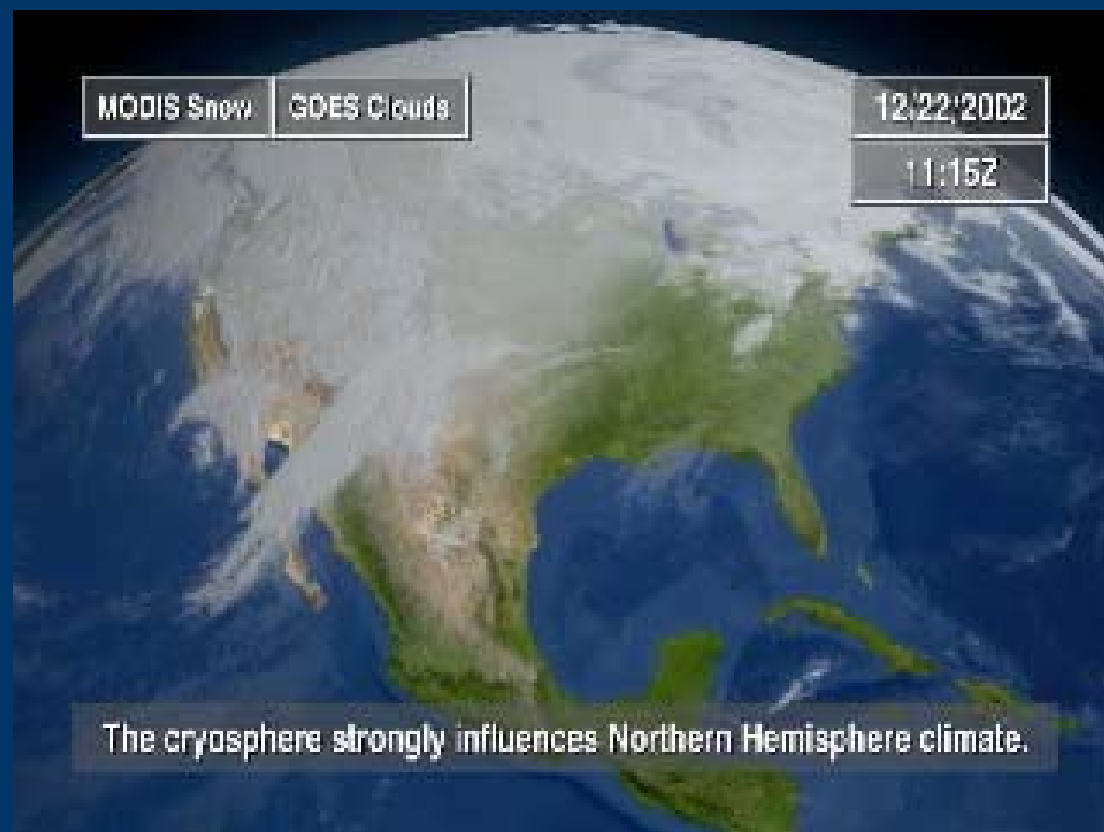 MODIS Snow GOES Clouds
12/22/2002
11:15Z
The cryosphere strongly influences Northern Hemisphere climate.